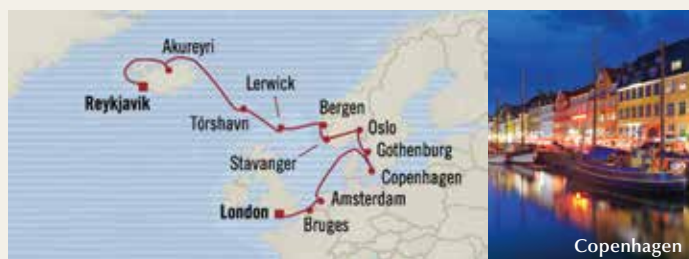 Akureyri
Reykjavik
Lerwick
Tórshavn
Bergen
Oslo
Stavanger
Gothenburg
Copenhagen
Amsterdam
London
Bruges
Copenhagen